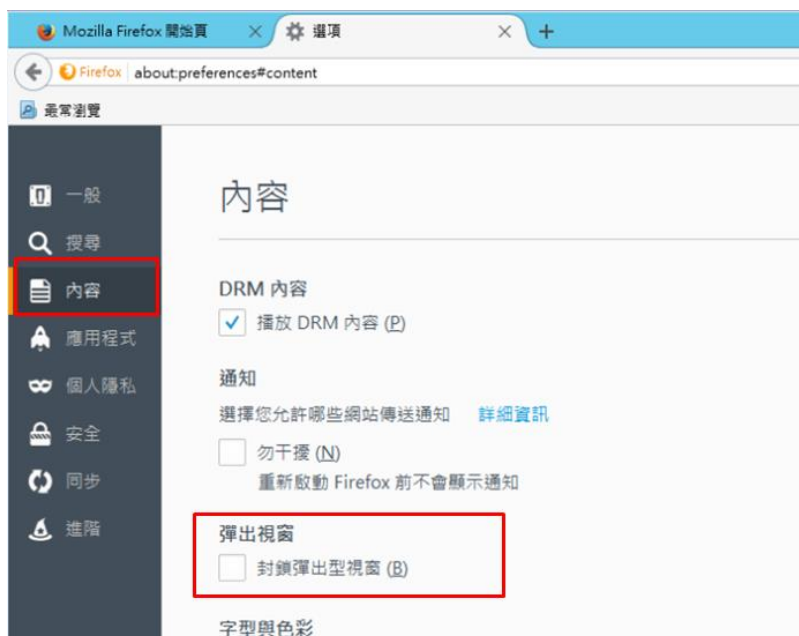 Mozilla Firefox 開始頁
選項
Firefox about:preferences#content
最常瀏覽
一般
搜尋
內容
應用程式
個人隱私
安全
同步
進階
內容
DRM 內容
播放 DRM 內容 (P)
通知
選擇您允許哪些網站傳送通知 詳細資訊
勿干擾 (N)
重新啟動 Firefox 前不會顯示通知
彈出視窗
封鎖彈出型視窗 (B)
字型與色彩